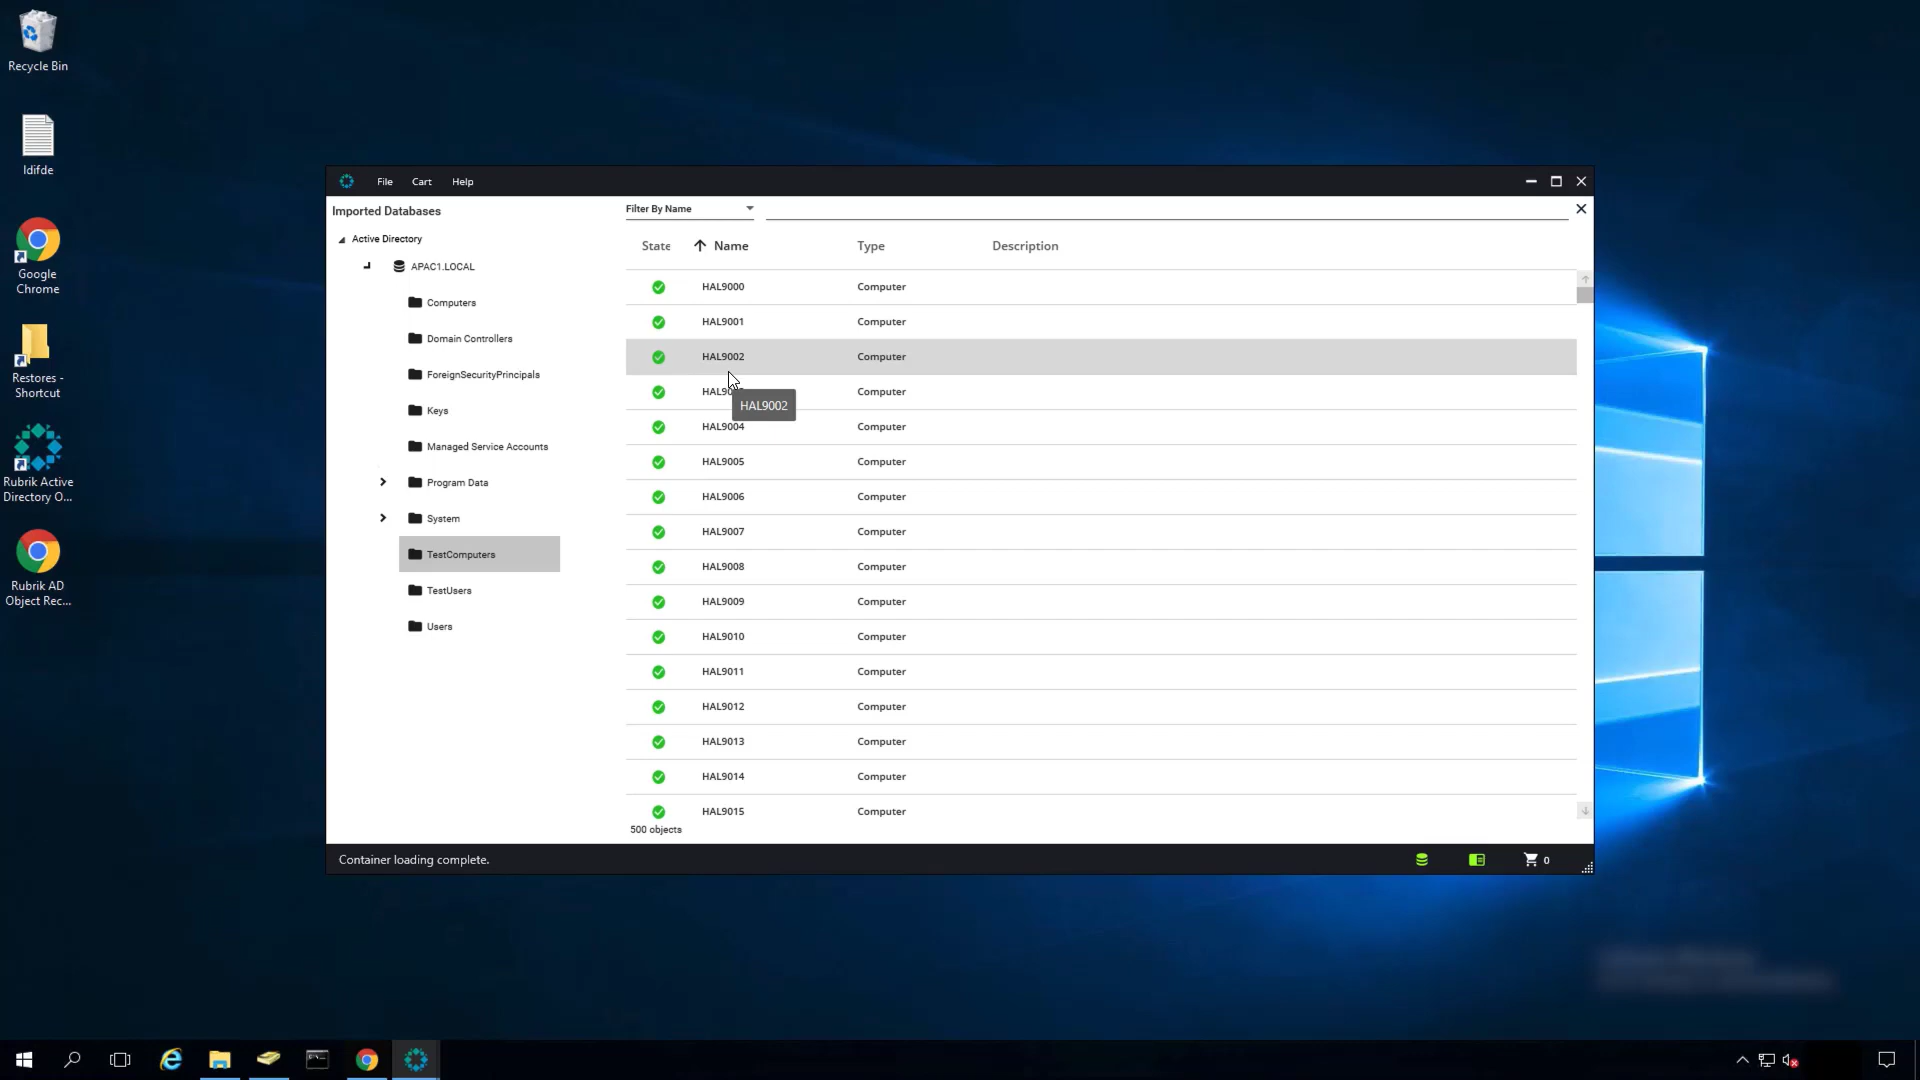 Recycle Bin
ldifde
Google
Chrome
Restores -
Shortcut
Rubrik Active
Directory O...
Rubrik AD
Object Rec...
File Cart Help
Imported Databases
Active Directory
APAC1.LOCAL
Computers
Domain Controllers
ForeignSecurityPrincipals
Keys
Managed Service Accounts
Program Data
System
TestComputers
TestUsers
Users
Filter By Name
State Name Type Description
HAL9000 Computer
HAL9001 Computer
HAL9002 Computer
HAL9 Computer
HAL9002
HAL9004 Computer
HAL9005 Computer
HAL9006 Computer
HAL9007 Computer
HAL9008 Computer
HAL9009 Computer
HAL9010 Computer
HAL9011 Computer
HAL9012 Computer
HAL9013 Computer
HAL9014 Computer
HAL9015 Computer
500 objects
Container loading complete.
0